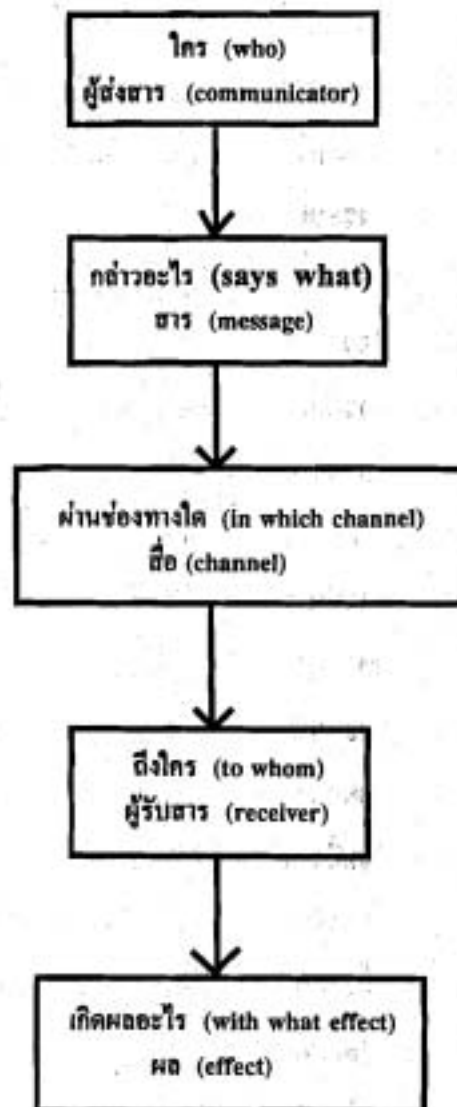 ใคร (who)
ผู้ส่งสาร (communicator)
กล่าวอะไร (says what)
สาร (message)
ผ่านช่องทางใด (in which channel)
สื่อ (channel)
ถึงใคร (to whom)
ผู้รับสาร (receiver)
เกิดผลอะไร (with what effect)
ผล (effect)